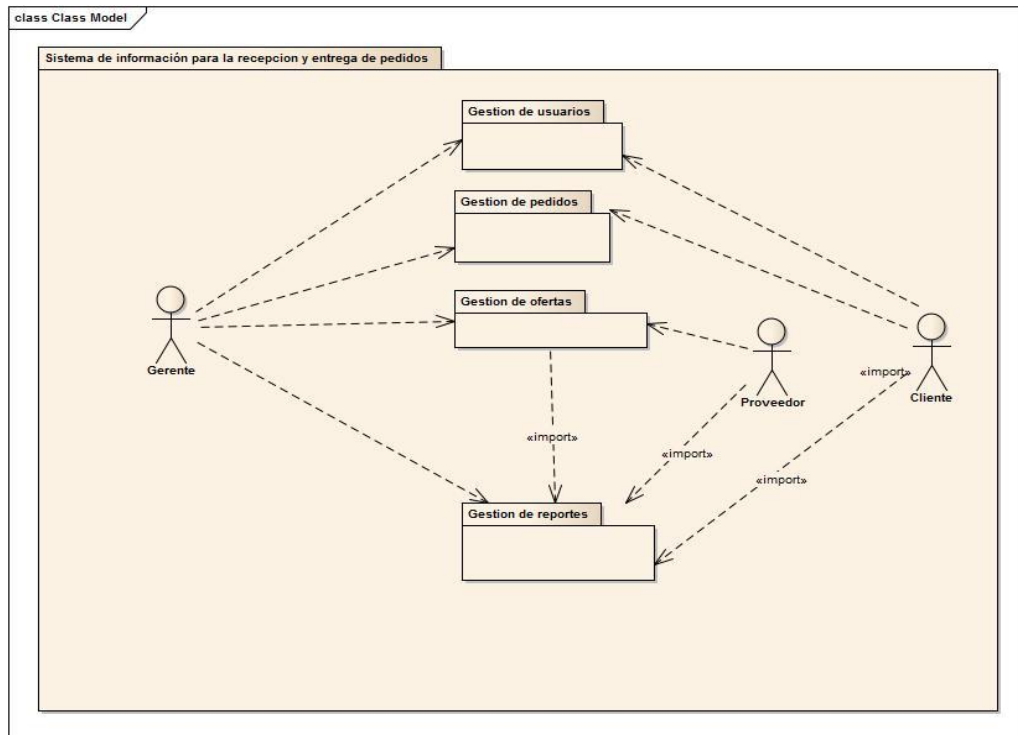 class Class Model
Sistema de información para la recepcion y entrega de pedidos
Gestion de usuarios
Gestion de pedidos
Gestion de ofertas
Gerente
Proveedor
«import»
Cliente
«import»
«import»
«import»
Gestion de reportes